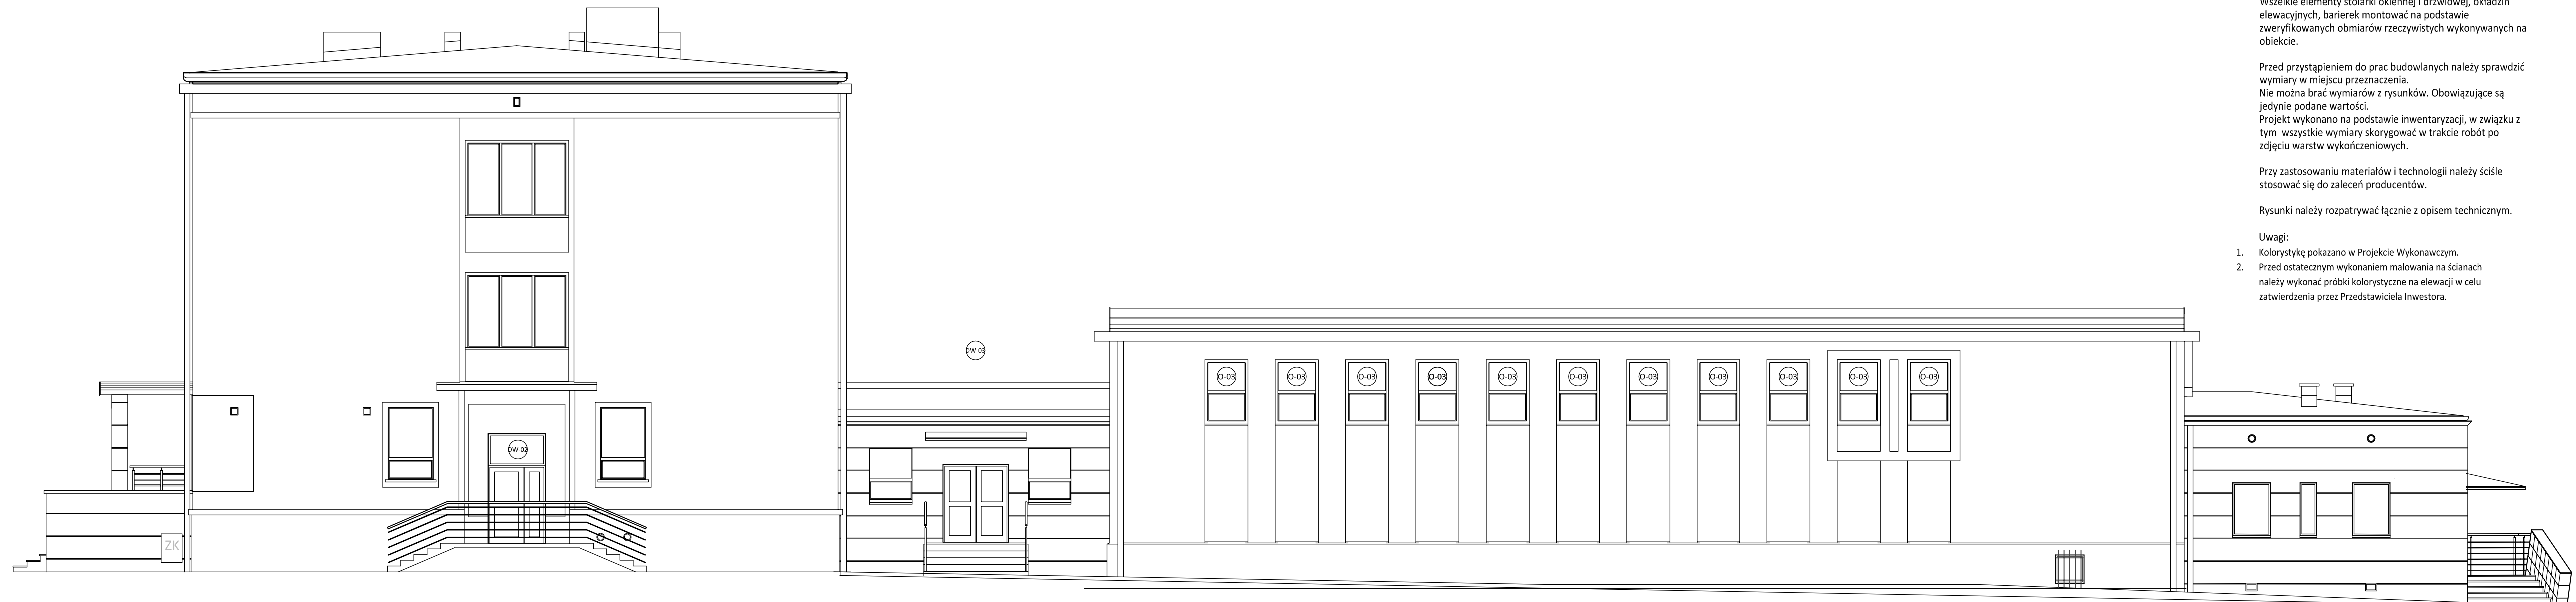 Wszelkie elementy stolarki okiennej i drzwiowej, okładzin
elewacyjnych, barierek montować na podstawie
zweryfikowanych obmiarów rzeczywistych wykonywanych na
obiekcie.
Przed przystąpieniem do prac budowlanych należy sprawdzić
wymiary w miejscu przeznaczenia.
Nie można brać wymiarów z rysunków. Obowiązujące są
jedynie podane wartości.
Projekt wykonano na podstawie inwentaryzacji, w związku z
tym wszystkie wymiary skorygować w trakcie robót po
zdjęciu warstw wykończeniowych.
Przy zastosowaniu materiałów i technologii należy ściśle
stosować się do zaleceń producentów.
Rysunki należy rozpatrywać łącznie z opisem technicznym.
Uwagi:
1. Kolorystykę pokazano w Projekcie Wykonawczym.
2. Przed ostatecznym wykonaniem malowania na ścianach
należy wykonać próbki kolorystyczne na elewacji w celu
zatwierdzenia przez Przedstawiciela Inwestora.
DW-03
O-03 O-03 O-03 O-03 O-03 O-03 O-03 O-03 O-03 O-03 O-03
DW-02
ZK